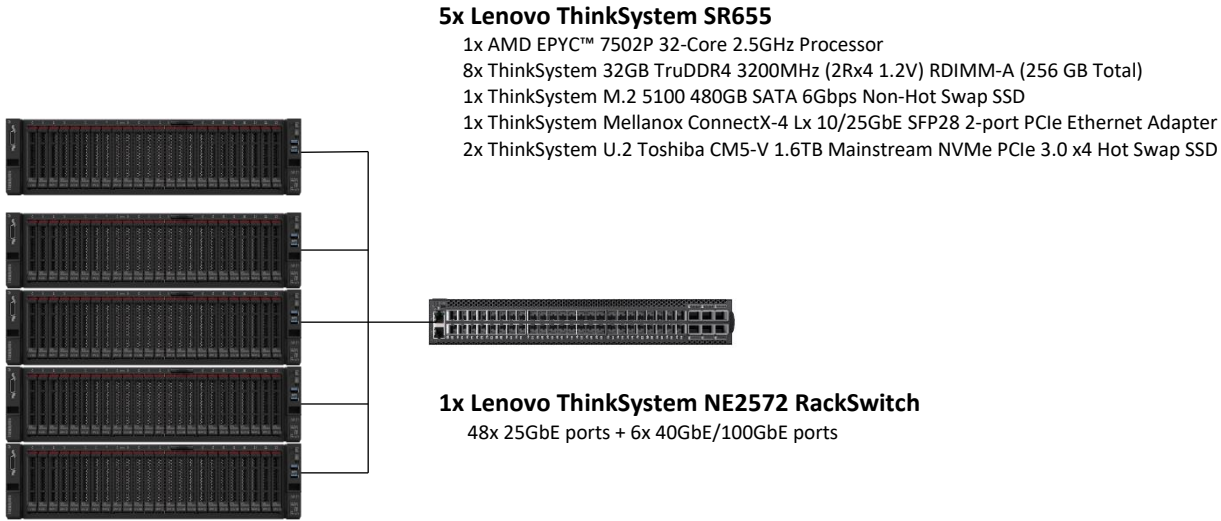 5x Lenovo ThinkSystem SR655
1x AMD EPYC™ 7502P 32-Core 2.5GHz Processor
8x ThinkSystem 32GB TruDDR4 3200MHz (2Rx4 1.2V) RDIMM-A (256 GB Total)
1x ThinkSystem M.2 5100 480GB SATA 6Gbps Non-Hot Swap SSD
1x ThinkSystem Mellanox ConnectX-4 Lx 10/25GbE SFP28 2-port PCIe Ethernet Adapter
2x ThinkSystem U.2 Toshiba CM5-V 1.6TB Mainstream NVMe PCIe 3.0 x4 Hot Swap SSD
1x Lenovo ThinkSystem NE2572 RackSwitch
48x 25GbE ports + 6x 40GbE/100GbE ports